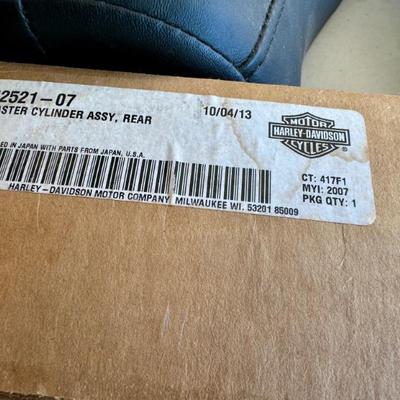 2521-07
ASTER CYLINDER ASSY, REAR 10/04/13
ED IN JAPAN WITH PARTS FROM JAPAN, U.S.A.
HARLEY-DAVIDSON MOTOR COMPANY MILWAUKEE WI. 53201 85009
MOTOR
HARLEY-DAVIDSON
CYCLES
®
CT: 417F1
MYI: 2007
PKG QTY: 1